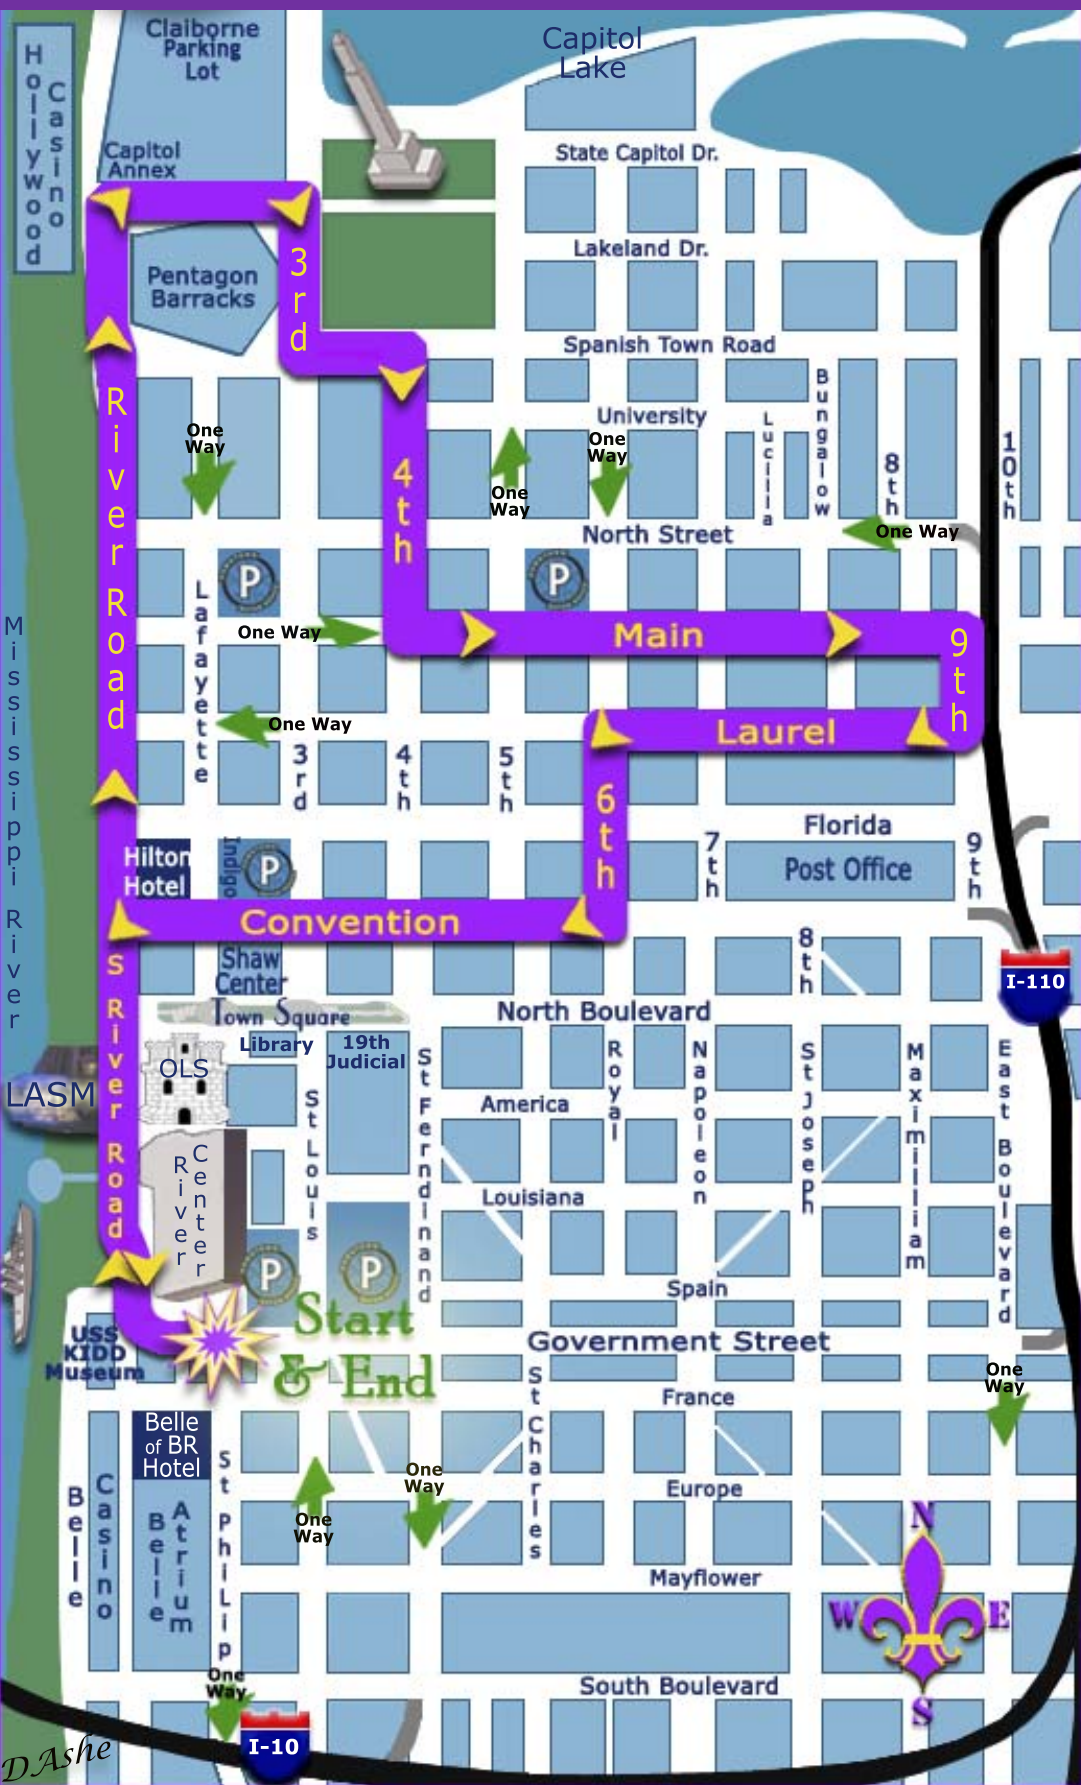 Claiborne
Parking
Lot
Hollywood
Casino
Capitol
Lake
Capitol
Annex
State Capitol Dr.
Lakeland Dr.
Pentagon
Barracks
3rd
Spanish Town Road
Bungalow
University
Lucilla
River Road
One
Way
4th
One
Way
One
Way
8th
10th
North Street
One Way
P
P
Lafayette
One Way
Main
9th
Mississippi River
One Way
Laurel
3rd
4th
5th
6th
Florida
7th
Post Office
9th
Hilton
Hotel
Indigo
P
Convention
S River Road
Shaw
Center
8th
I-110
Town Square
North Boulevard
Library
19th
Judicial
OLS
LASM
St Ferndinand
Royal
Napoleon
St Joseph
Maximilliam
East Boulevard
St Louis
America
River
Center
Louisiana
P
P
Spain
Start
& End
USS
KIDD
Museum
Government Street
St Charles
France
One
Way
Belle
of BR
Hotel
Belle
Casino
Belle
Atrium
St PhiLip
One
Way
One
Way
Europe
N
W
E
S
Mayflower
One
Way
South Boulevard
I-10
DAshe